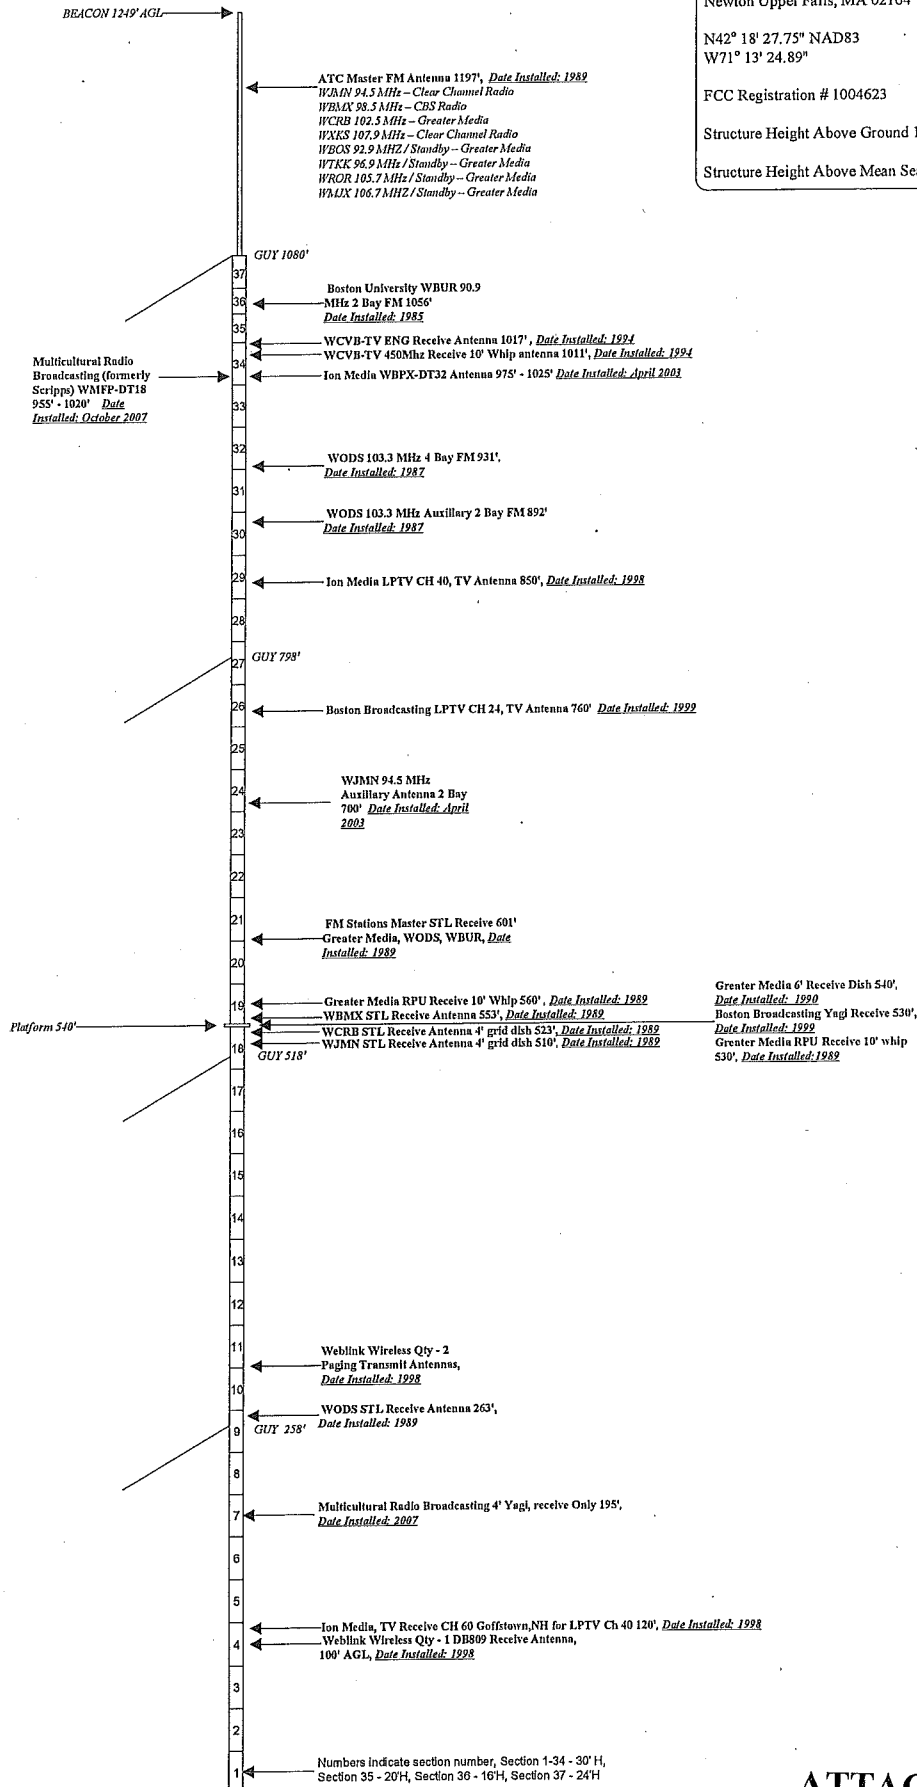 BEACON 1249' AGL
Newton Upper Falls, MA 02164
N42° 18' 27.75" NAD83
W71° 13' 24.89"
FCC Registration # 1004623
Structure Height Above Ground
Structure Height Above Mean Sea
ATC Master FM Antenna 1197', Date Installed: 1989
WJMN 94.5 MHz – Clear Channel Radio
WBMX 98.5 MHz – CBS Radio
WCRB 102.5 MHz – Greater Media
WXKS 107.9 MHz – Clear Channel Radio
WBOS 92.9 MHZ / Standby – Greater Media
WTKK 96.9 MHz / Standby – Greater Media
WROR 105.7 MHz / Standby – Greater Media
WMJX 106.7 MHZ / Standby – Greater Media
GUY 1080'
37
Boston University WBUR 90.9
36
MHz 2 Bay FM 1056'
Date Installed: 1985
35
WCVB-TV ENG Receive Antenna 1017', Date Installed: 1994
WCVB-TV 450Mhz Receive 10' Whip antenna 1011', Date Installed: 1994
34
Ion Media WBPX-DT32 Antenna 975' - 1025' Date Installed: April 2003
Multicultural Radio
Broadcasting (formerly
Scripps) WMFP-DT18
955' - 1020' Date
Installed: October 2007
33
32
WODS 103.3 MHz 4 Bay FM 931',
Date Installed: 1987
31
WODS 103.3 MHz Auxillary 2 Bay FM 892'
Date Installed: 1987
30
29
Ion Media LPTV CH 40, TV Antenna 850', Date Installed: 1998
28
27
GUY 798'
26
Boston Broadcasting LPTV CH 24, TV Antenna 760' Date Installed: 1999
25
24
WJMN 94.5 MHz
Auxillary Antenna 2 Bay
700' Date Installed: April
2003
23
22
21
FM Stations Master STL Receive 601'
Greater Media, WODS, WBUR, Date
Installed: 1989
20
19
Greater Media RPU Receive 10' Whip 560', Date Installed: 1989
WBMX STL Receive Antenna 553', Date Installed: 1989
Platform 540'
Greater Media 6' Receive Dish 540',
Date Installed: 1990
Boston Broadcasting Yagi Receive 530',
Date Installed: 1999
Greater Media RPU Receive 10' whip
530', Date Installed: 1989
WCRB STL Receive Antenna 4' grid dish 523', Date Installed: 1989
WJMN STL Receive Antenna 4' grid dish 510', Date Installed: 1989
18
GUY 518'
17
16
15
14
13
12
11
Weblink Wireless Qty - 2
Paging Transmit Antennas,
Date Installed: 1998
10
WODS STL Receive Antenna 263',
Date Installed: 1989
9
GUY 258'
8
7
Multicultural Radio Broadcasting 4' Yagi, receive Only 195',
Date Installed: 2007
6
5
Ion Media, TV Receive CH 60 Goffstown,NH for LPTV Ch 40 120', Date Installed: 1998
4
Weblink Wireless Qty - 1 DB809 Receive Antenna,
100' AGL, Date Installed: 1998
3
2
1
Numbers indicate section number, Section 1-34 - 30' H,
Section 35 - 20'H, Section 36 - 16'H, Section 37 - 24'H
ATTAC